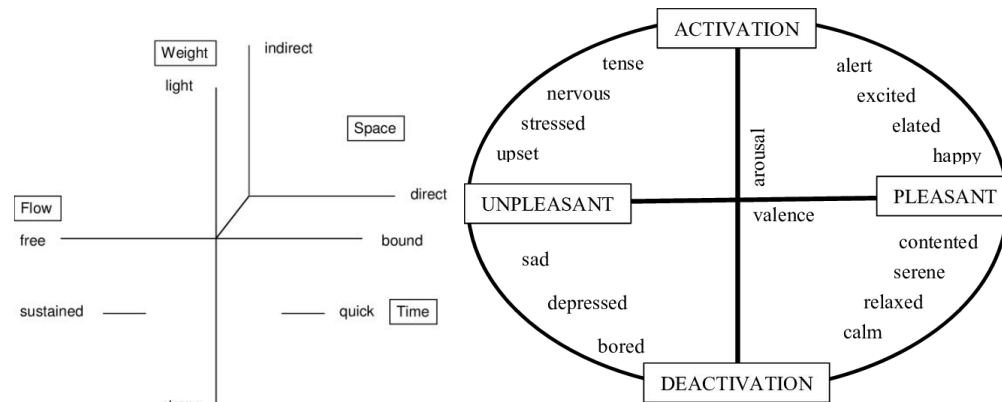 Weight
indirect
light
Space
direct
Flow
free
bound
sustained
quick
Time
ACTIVATION
tense
alert
nervous
excited
stressed
elated
upset
happy
arousal
UNPLEASANT
PLEASANT
valence
contented
sad
serene
depressed
relaxed
bored
calm
DEACTIVATION